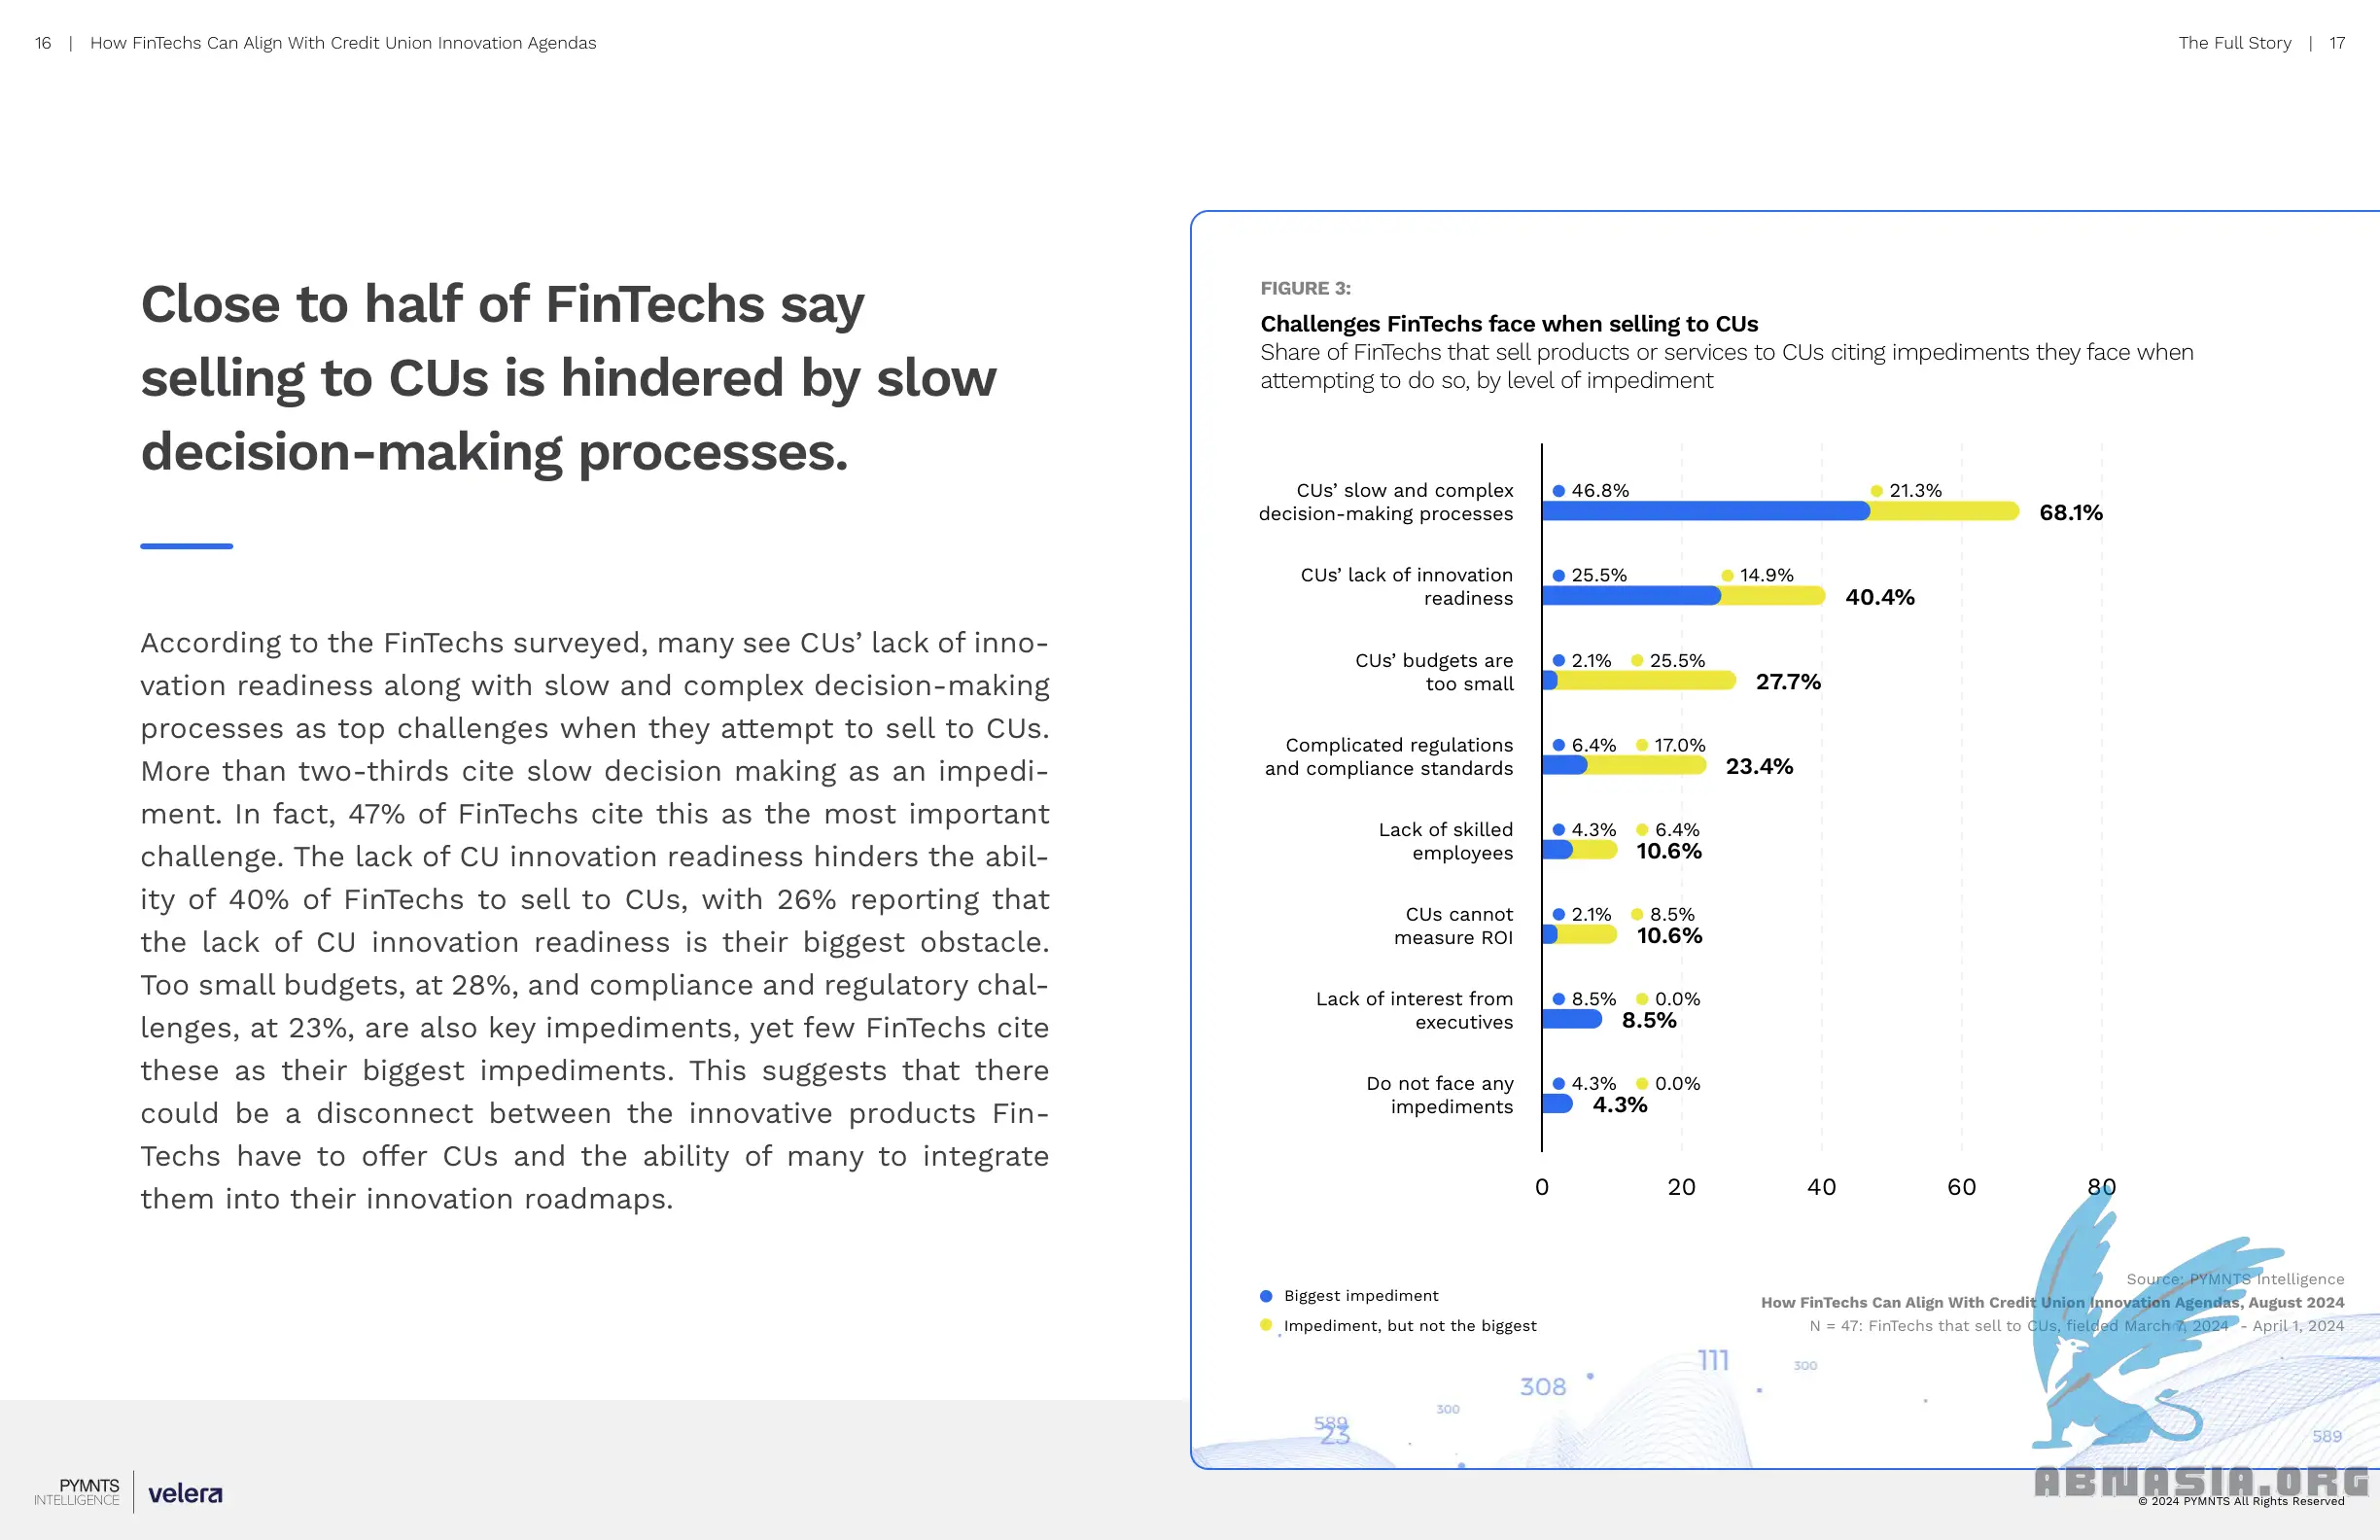 16 | How FinTechs Can Align With Credit Union Innovation Agendas
The Full Story | 17
Close to half of FinTechs say
selling to CUs is hindered by slow
decision-making processes.
According to the FinTechs surveyed, many see CUs’ lack of inno-
vation readiness along with slow and complex decision-making
processes as top challenges when they attempt to sell to CUs.
More than two-thirds cite slow decision making as an impedi-
ment. In fact, 47% of FinTechs cite this as the most important
challenge. The lack of CU innovation readiness hinders the abil-
ity of 40% of FinTechs to sell to CUs, with 26% reporting that
the lack of CU innovation readiness is their biggest obstacle.
Too small budgets, at 28%, and compliance and regulatory chal-
lenges, at 23%, are also key impediments, yet few FinTechs cite
these as their biggest impediments. This suggests that there
could be a disconnect between the innovative products Fin-
Techs have to offer CUs and the ability of many to integrate
them into their innovation roadmaps.
FIGURE 3:
Challenges FinTechs face when selling to CUs
Share of FinTechs that sell products or services to CUs citing impediments they face when
attempting to do so, by level of impediment
CUs’ slow and complex
decision-making processes
46.8% 21.3%
68.1%
CUs’ lack of innovation
readiness
25.5% 14.9%
40.4%
CUs’ budgets are
too small
2.1% 25.5%
27.7%
Complicated regulations
and compliance standards
6.4% 17.0%
23.4%
Lack of skilled
employees
4.3% 6.4%
10.6%
CUs cannot
measure ROI
2.1% 8.5%
10.6%
Lack of interest from
executives
8.5% 0.0%
8.5%
Do not face any
impediments
4.3% 0.0%
4.3%
0 20 40 60 80
Biggest impediment
Impediment, but not the biggest
Source: PYMNTS Intelligence
How FinTechs Can Align With Credit Union Innovation Agendas, August 2024
N = 47: FinTechs that sell to CUs, fielded March 7, 2024 - April 1, 2024
111
300
308
300
589
23
589
PYMNTS
INTELLIGENCE
velera
ABNASIA.ORG
© 2024 PYMNTS All Rights Reserved